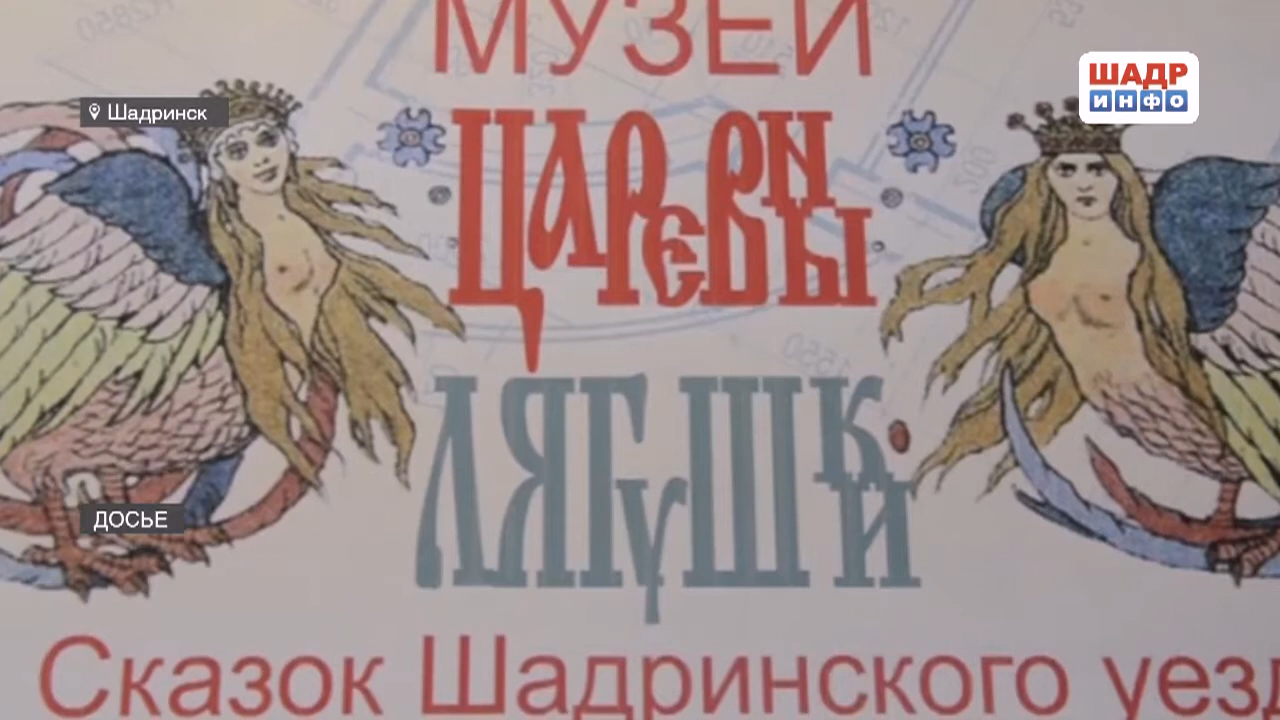 МУЗЕЙ
ШАДР
ИНФО
Шадринск
ЦАРЕВНЫ
ЛЯГУШКИ
ДОСЬЕ
Сказок Шадринского уезд